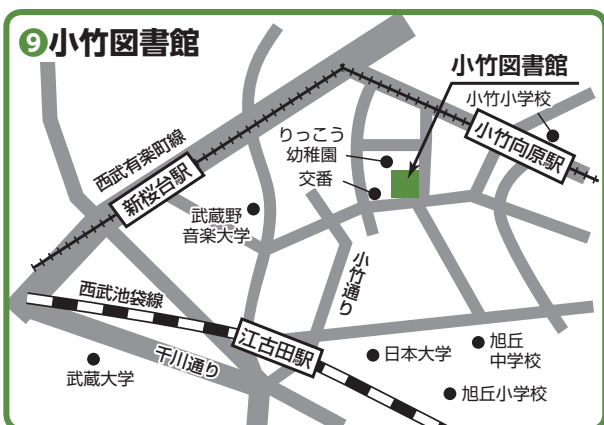 ❾小竹図書館
小竹図書館
小竹小学校
小竹向原駅
りっこう
幼稚園
交番
西武有楽町線
新桜台駅
武蔵野
音楽大学
小竹通り
西武池袋線
江古田駅
千川通り
武蔵大学
日本大学
旭丘
中学校
旭丘小学校